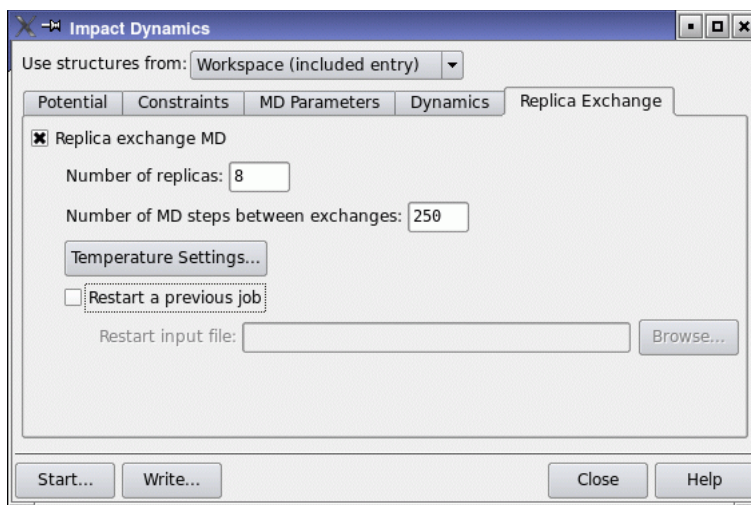 Impact Dynamics
Use structures from: Workspace (included entry)
Potential Constraints MD Parameters Dynamics Replica Exchange
Replica exchange MD
Number of replicas: 8
Number of MD steps between exchanges: 250
Temperature Settings...
Restart a previous job
Restart input file: Browse...
Start... Write... Close Help